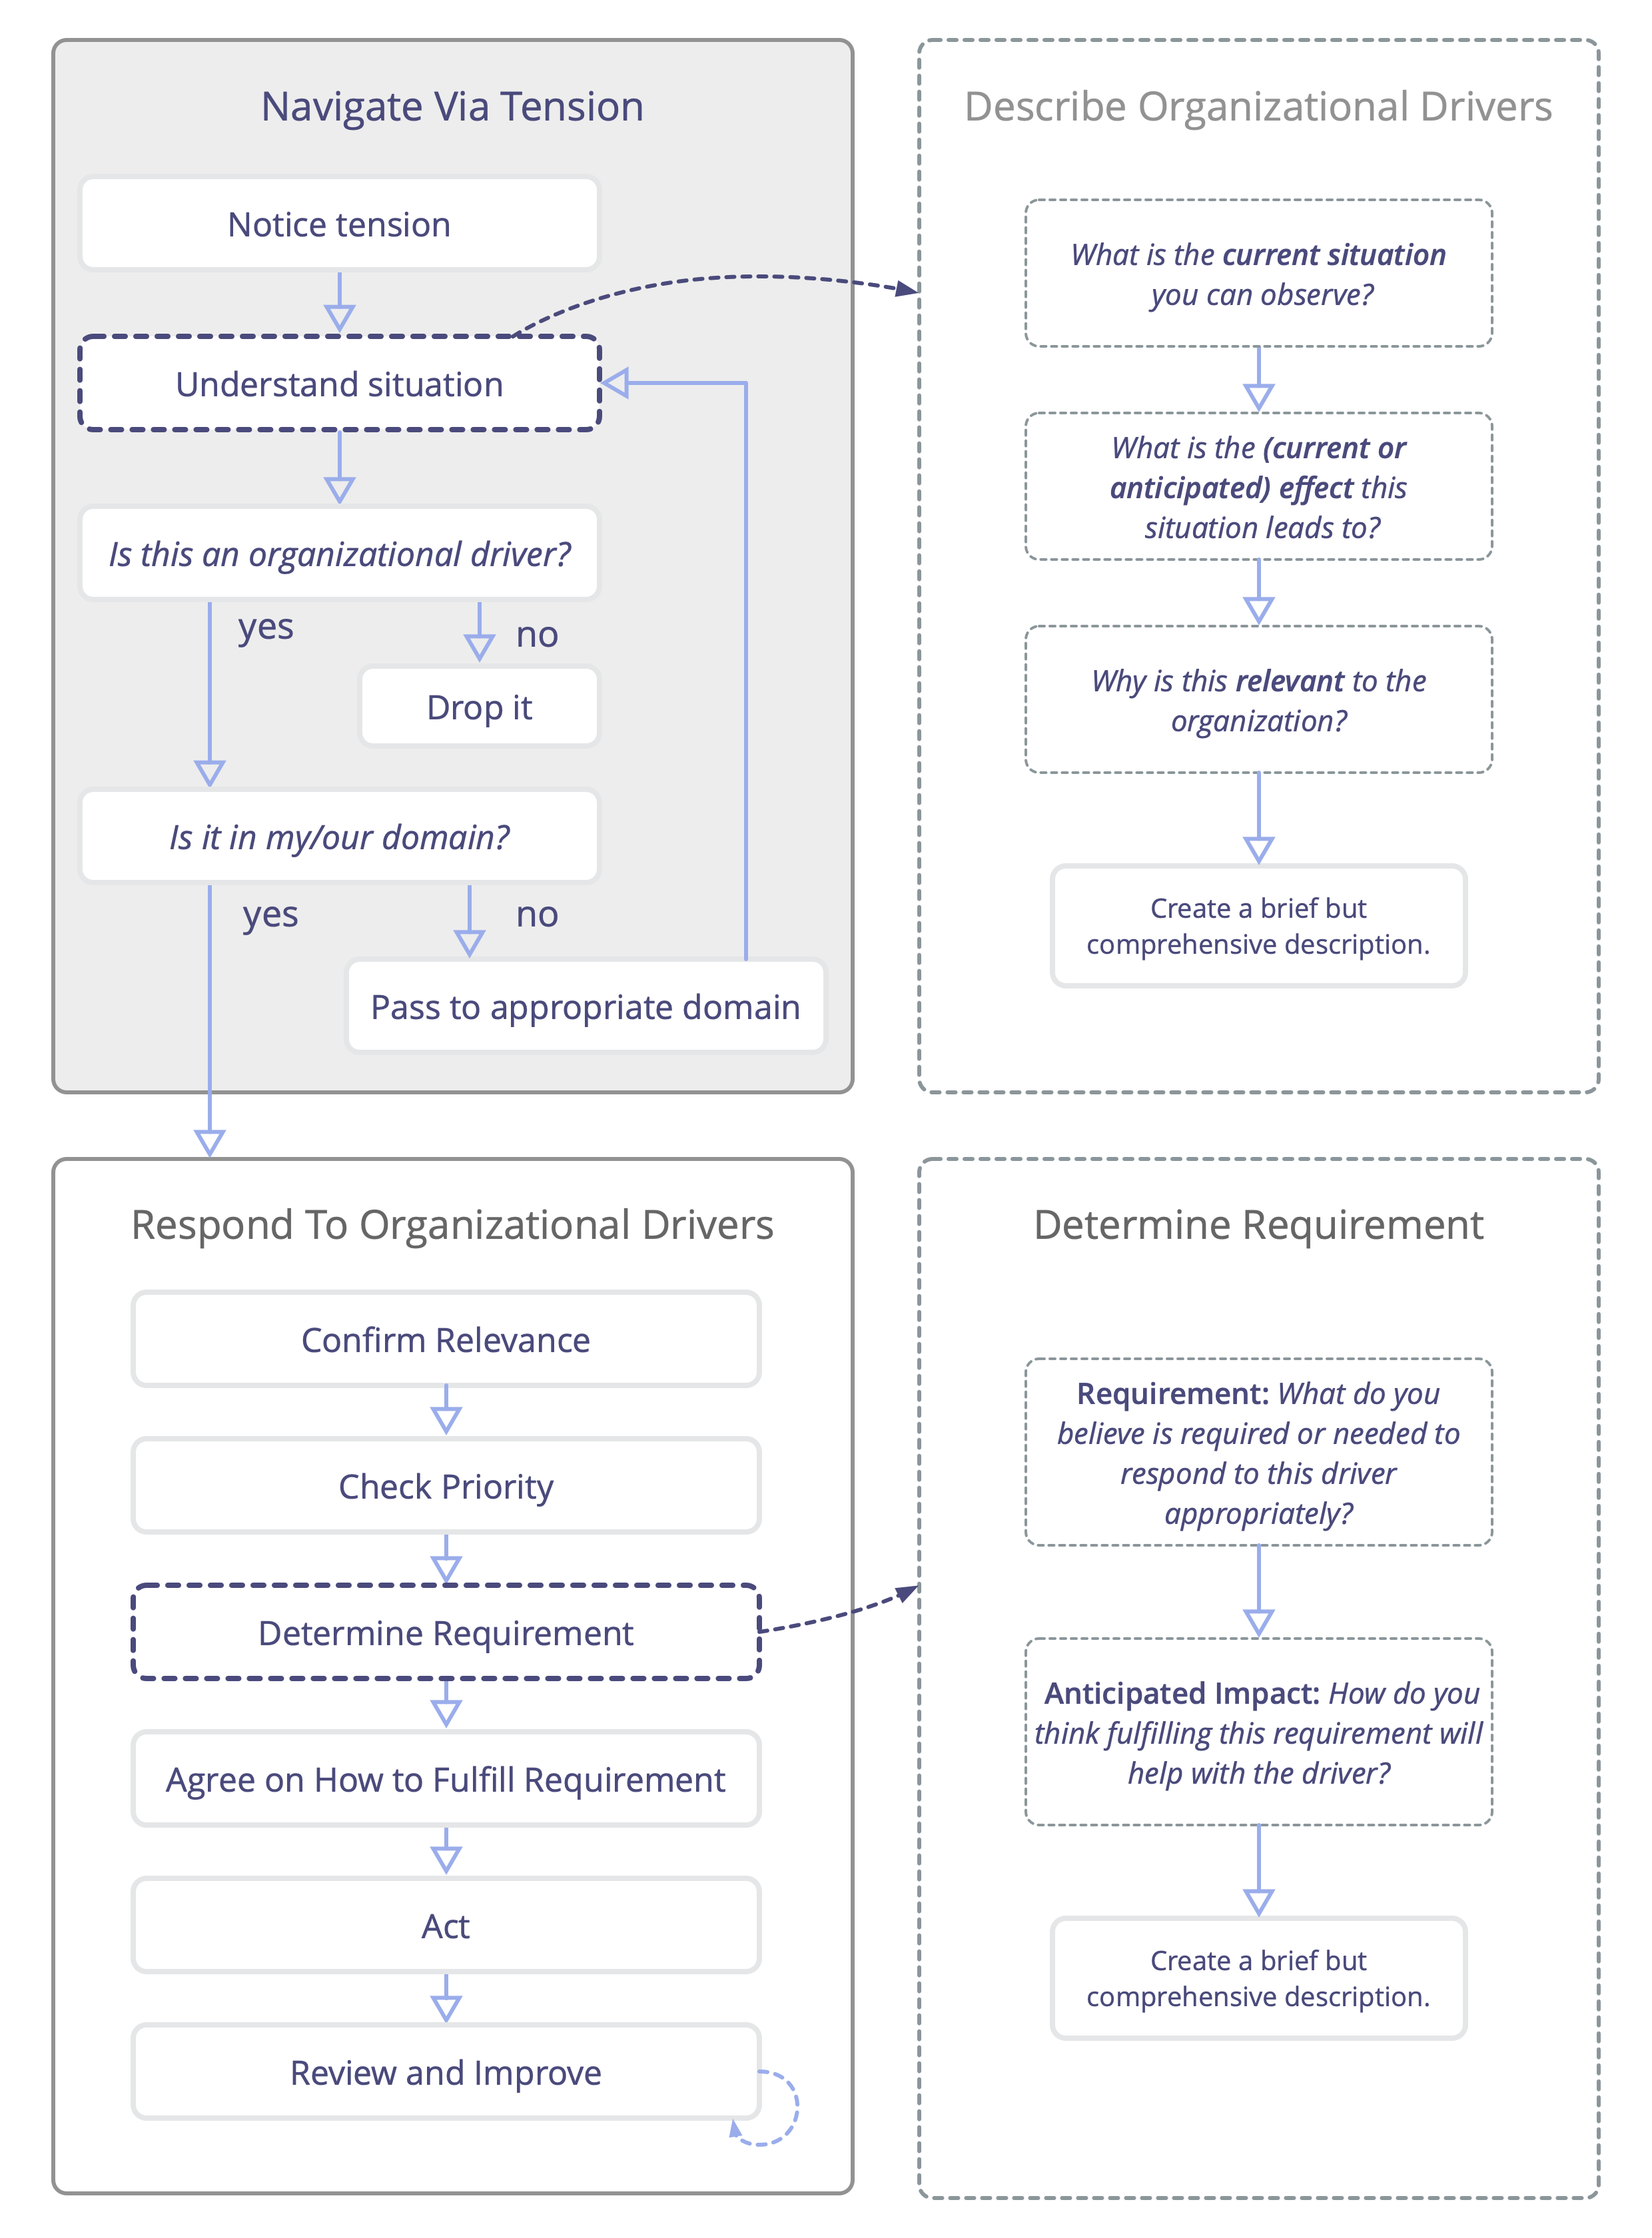 Navigate Via Tension
Notice tension
Understand situation
Is this an organizational driver?
yes
no
Drop it
Is it in my/our domain?
yes
no
Pass to appropriate domain
Describe Organizational Drivers
What is the current situation
you can observe?
What is the (current or
anticipated) effect this
situation leads to?
Why is this relevant to the
organization?
Create a brief but
comprehensive description.
Respond To Organizational Drivers
Confirm Relevance
Check Priority
Determine Requirement
Agree on How to Fulfill Requirement
Act
Review and Improve
Determine Requirement
Requirement: What do you
believe is required or needed to
respond to this driver
appropriately?
Anticipated Impact: How do you
think fulfilling this requirement will
help with the driver?
Create a brief but
comprehensive description.